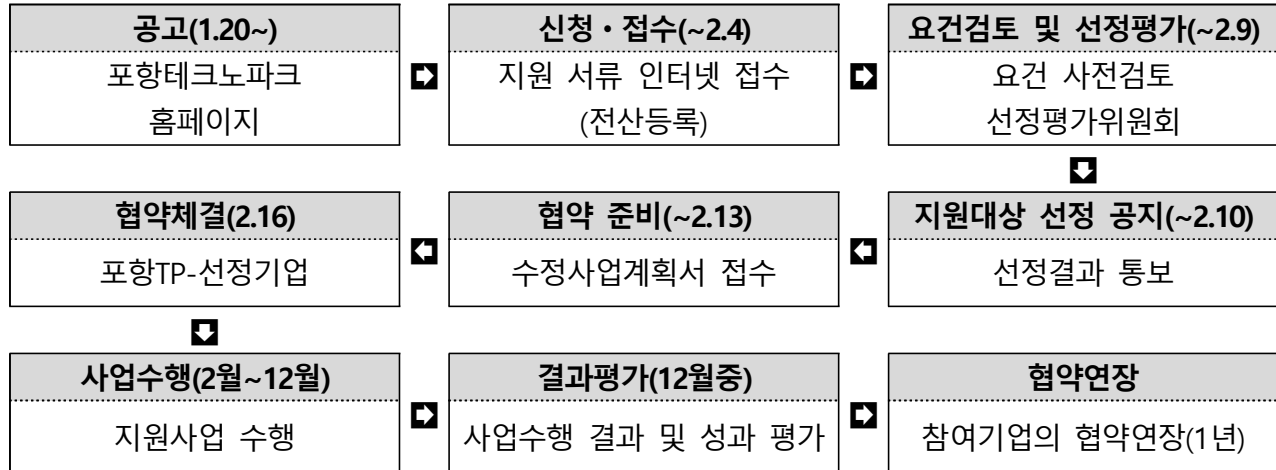 공고(1.20~)
포항테크노파크
홈페이지
신청・접수(~2.4)
지원 서류 인터넷 접수
(전산등록)
요건검토 및 선정평가(~2.9)
요건 사전검토
선정평가위원회
지원대상 선정 공지(~2.10)
선정결과 통보
협약 준비(~2.13)
수정사업계획서 접수
협약체결(2.16)
포항TP-선정기업
사업수행(2월~12월)
지원사업 수행
결과평가(12월중)
사업수행 결과 및 성과 평가
협약연장
참여기업의 협약연장(1년)